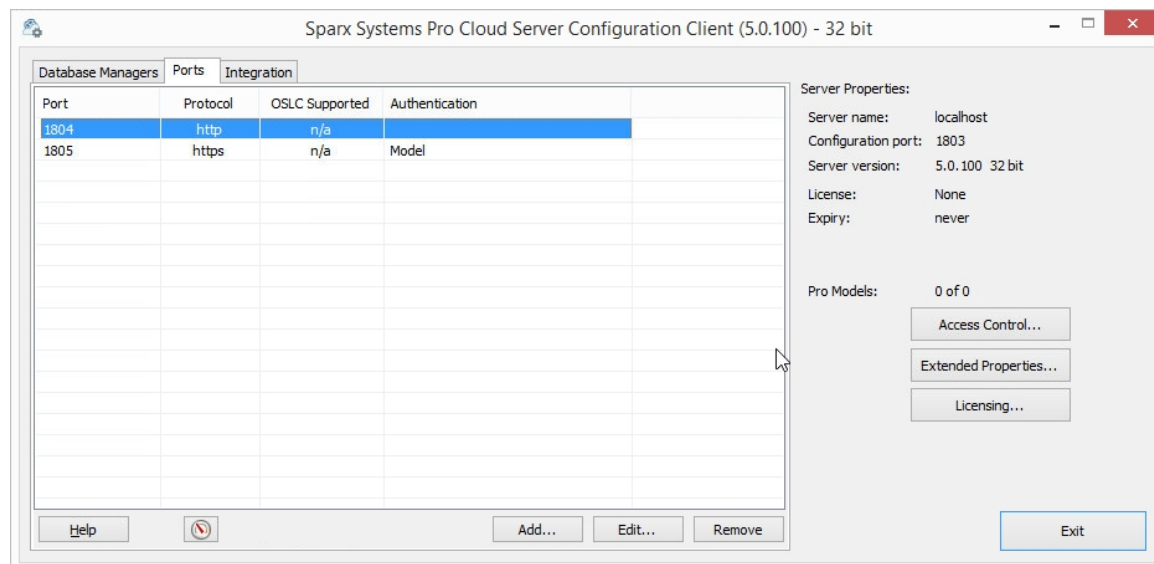 Sparx Systems Pro Cloud Server Configuration Client (5.0.100) - 32 bit
Database Managers Ports Integration
Port Protocol OSLC Supported Authentication
1804 http n/a
1805 https n/a Model
Help Add... Edit... Remove
Server Properties:
Server name: localhost
Configuration port: 1803
Server version: 5.0.100 32 bit
License: None
Expiry: never
Pro Models: 0 of 0
Access Control...
Extended Properties...
Licensing...
Exit